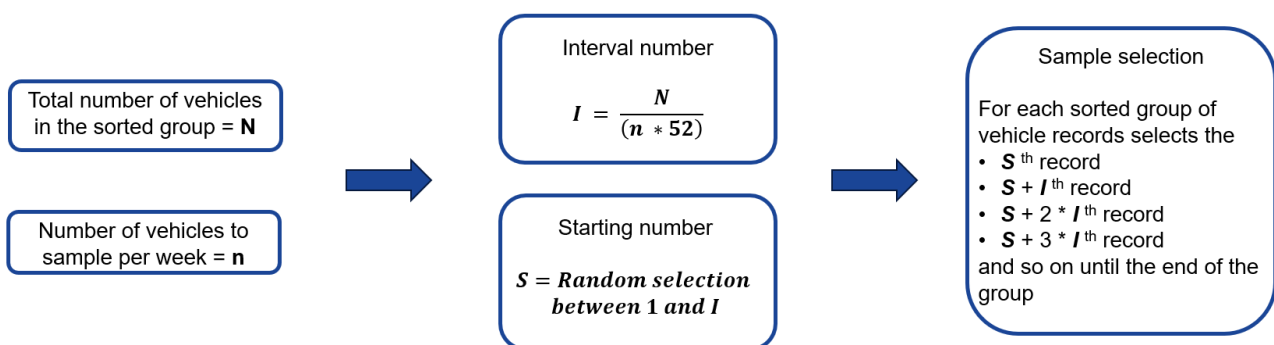 Total number of vehicles
in the sorted group = N
Number of vehicles to
sample per week = n
Interval number
I = N / (n * 52)
Starting number
S = Random selection
between 1 and I
Sample selection
For each sorted group of
vehicle records selects the
• S th record
• S + I th record
• S + 2 * I th record
• S + 3 * I th record
and so on until the end of the
group